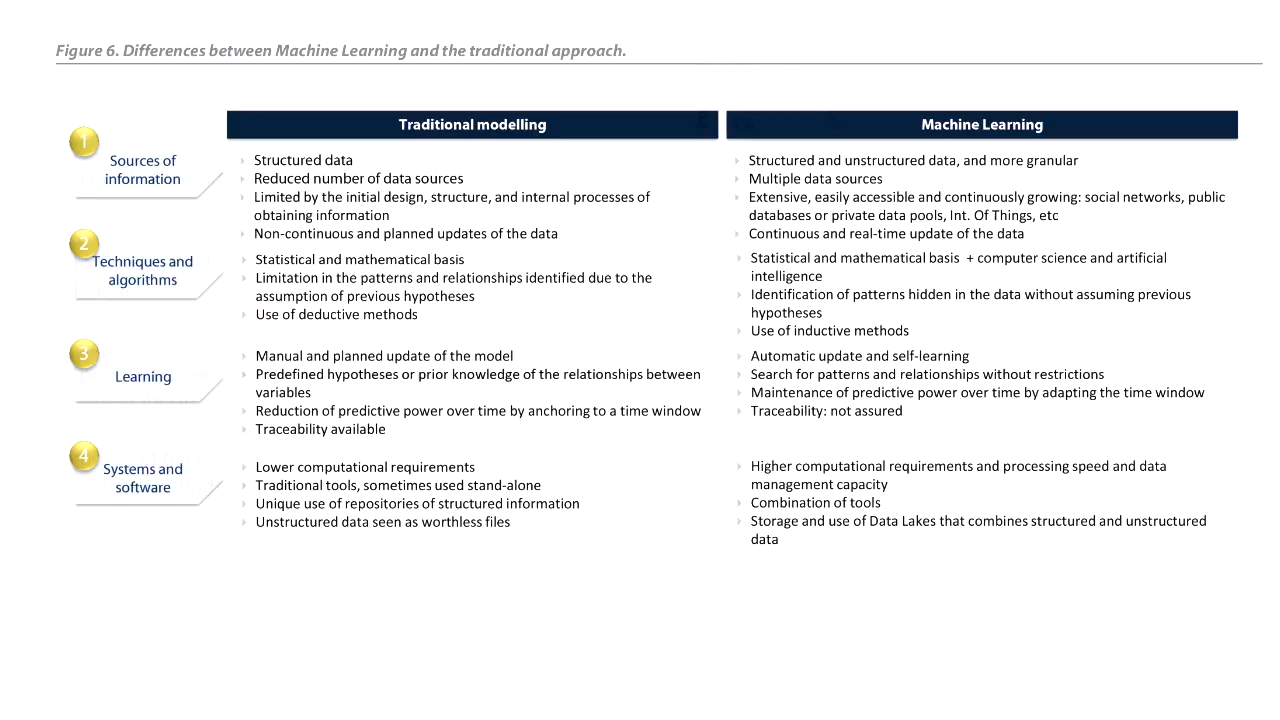 Figure 6. Differences between Machine Learning and the traditional approach.
Traditional modelling
Machine Learning
1
Sources of
information
Structured data
Reduced number of data sources
Limited by the initial design, structure, and internal processes of
obtaining information
Non-continuous and planned updates of the data
Structured and unstructured data, and more granular
Multiple data sources
Extensive, easily accessible and continuously growing: social networks, public
databases or private data pools, Int. Of Things, etc
Continuous and real-time update of the data
2
Techniques and
algorithms
Statistical and mathematical basis
Limitation in the patterns and relationships identified due to the
assumption of previous hypotheses
Use of deductive methods
Statistical and mathematical basis + computer science and artificial
intelligence
Identification of patterns hidden in the data without assuming previous
hypotheses
Use of inductive methods
3
Learning
Manual and planned update of the model
Predefined hypotheses or prior knowledge of the relationships between
variables
Reduction of predictive power over time by anchoring to a time window
Traceability available
Automatic update and self-learning
Search for patterns and relationships without restrictions
Maintenance of predictive power over time by adapting the time window
Traceability: not assured
4
Systems and
software
Lower computational requirements
Traditional tools, sometimes used stand-alone
Unique use of repositories of structured information
Unstructured data seen as worthless files
Higher computational requirements and processing speed and data
management capacity
Combination of tools
Storage and use of Data Lakes that combines structured and unstructured
data